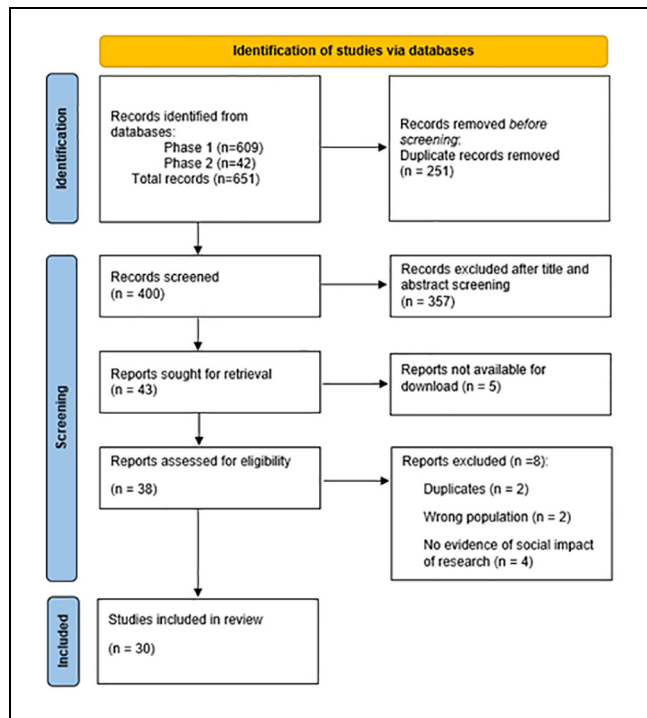 Identification of studies via databases
Identification
Records identified from
databases:
Phase 1 (n=609)
Phase 2 (n=42)
Total records (n=651)
Records removed before
screening:
Duplicate records removed
(n = 251)
Screening
Records screened
(n = 400)
Records excluded after title and
abstract screening
(n = 357)
Reports sought for retrieval
(n = 43)
Reports not available for
download (n = 5)
Reports assessed for eligibility
(n = 38)
Reports excluded (n =8):
Duplicates (n = 2)
Wrong population (n = 2)
No evidence of social impact
of research (n = 4)
Included
Studies included in review
(n = 30)